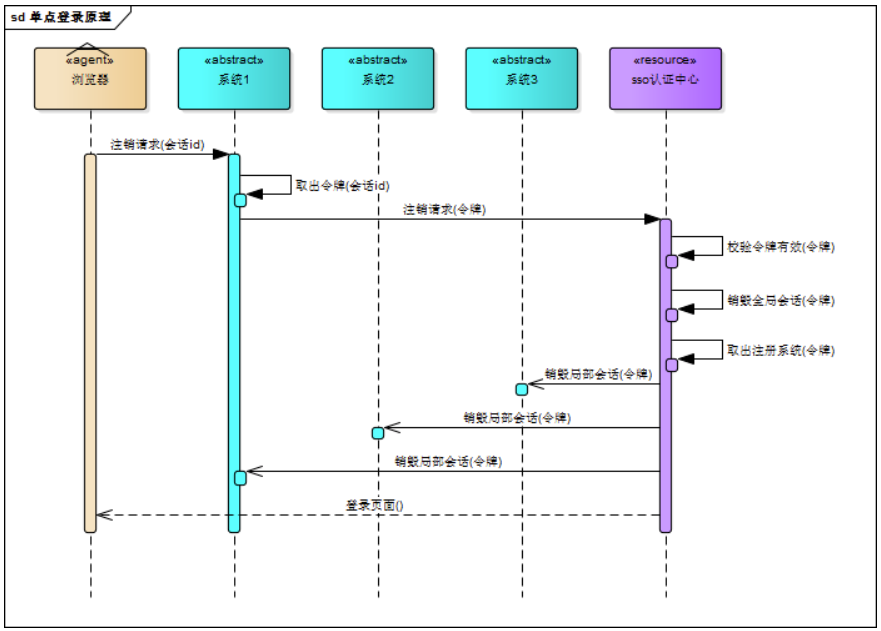 sd 单点登录原理
«agent»
浏览器
«abstract»
系统1
«abstract»
系统2
«abstract»
系统3
«resource»
sso认证中心
注销请求(会话id)
取出令牌(会话id)
注销请求(令牌)
校验令牌有效(令牌)
销毁全局会话(令牌)
取出注册系统(令牌)
销毁局部会话(令牌)
销毁局部会话(令牌)
销毁局部会话(令牌)
登录页面()